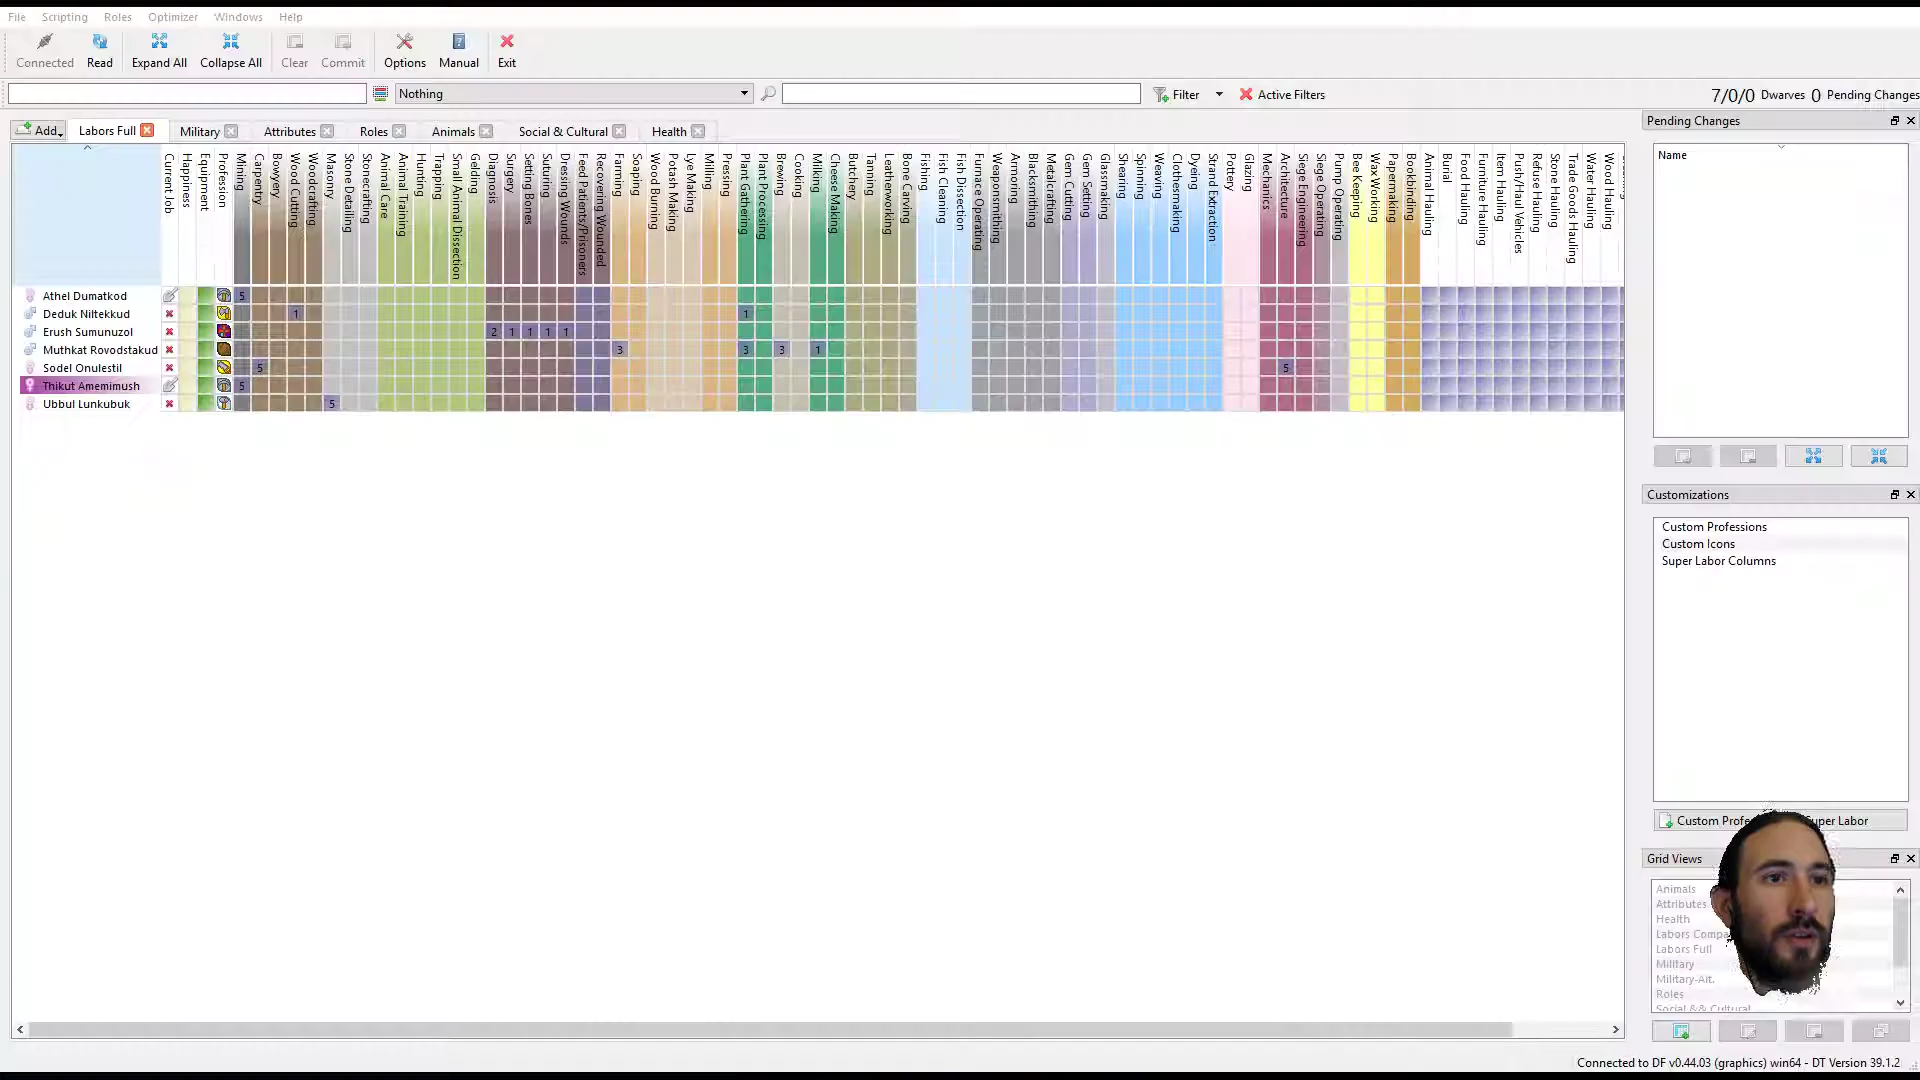 File Scripting Roles Optimizer Windows Help
Connected Read Expand All Collapse All Clear Commit Options Manual Exit
Nothing Filter Active Filters 7/0/0 Dwarves 0 Pending Changes
Add Labors Full Military Attributes Roles Animals Social & Cultural Health
Current Job
Happiness
Equipment
Profession
Mining
Carpentry
Bowyery
Wood Cutting
Woodcrafting
Masonry
Stone Detailing
Stonecrafting
Animal Care
Animal Training
Hunting
Trapping
Small Animal Dissection
Gelding
Diagnosis
Surgery
Setting Bones
Suturing
Dressing Wounds
Feed Patients/Prisoners
Recovering Wounded
Farming
Soaping
Wood Burning
Potash Making
Lye Making
Milling
Pressing
Plant Gathering
Plant Processing
Brewing
Cooking
Milking
Cheese Making
Butchery
Tanning
Leatherworking
Bone Carving
Fishing
Fish Cleaning
Fish Dissection
Furnace Operating
Weaponsmithing
Armoring
Blacksmithing
Metalcrafting
Gem Cutting
Gem Setting
Glassmaking
Shearing
Spinning
Weaving
Clothesmaking
Dyeing
Strand Extraction
Pottery
Glazing
Mechanics
Architecture
Siege Engineering
Siege Operating
Pump Operating
Bee Keeping
Wax Working
Papermaking
Bookbinding
Animal Hauling
Burial
Food Hauling
Furniture Hauling
Item Hauling
Push/Haul Vehicles
Refuse Hauling
Stone Hauling
Trade Goods Hauling
Water Hauling
Wood Hauling
Athel Dumatkod 5
Deduk Niltekkud 1 1
Erush Sumunuzol 2 1 1 1 1
Muthkat Rovodstakud 3 3 3 1
Sodel Onulestil 5 5
Thikut Amemimush 5
Ubbul Lunkubuk 5
Pending Changes
Name
Customizations
Custom Professions
Custom Icons
Super Labor Columns
Custom uper Labor
Grid Views
Animals
Attributes
Health
Labors
Labors Full
Military
Military-Alt.
Roles
Social && Cultural
Connected to DF v0.44.03 (graphics) win64 - DT Version 39.1.2